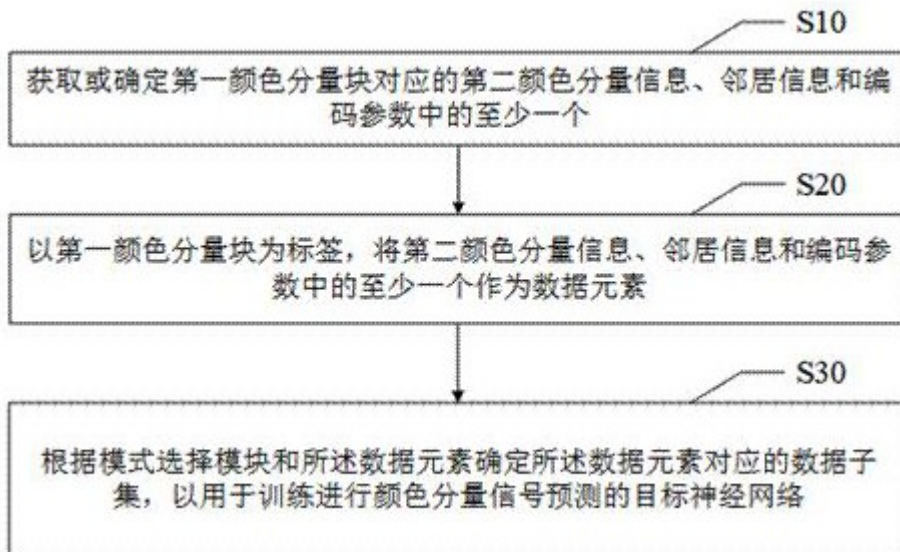 S10
获取或确定第一颜色分量块对应的第二颜色分量信息、邻居信息和编
码参数中的至少一个
S20
以第一颜色分量块为标签，将第二颜色分量信息、邻居信息和编码参
数中的至少一个作为数据元素
S30
根据模式选择模块和所述数据元素确定所述数据元素对应的数据子
集，以用于训练进行颜色分量信号预测的目标神经网络